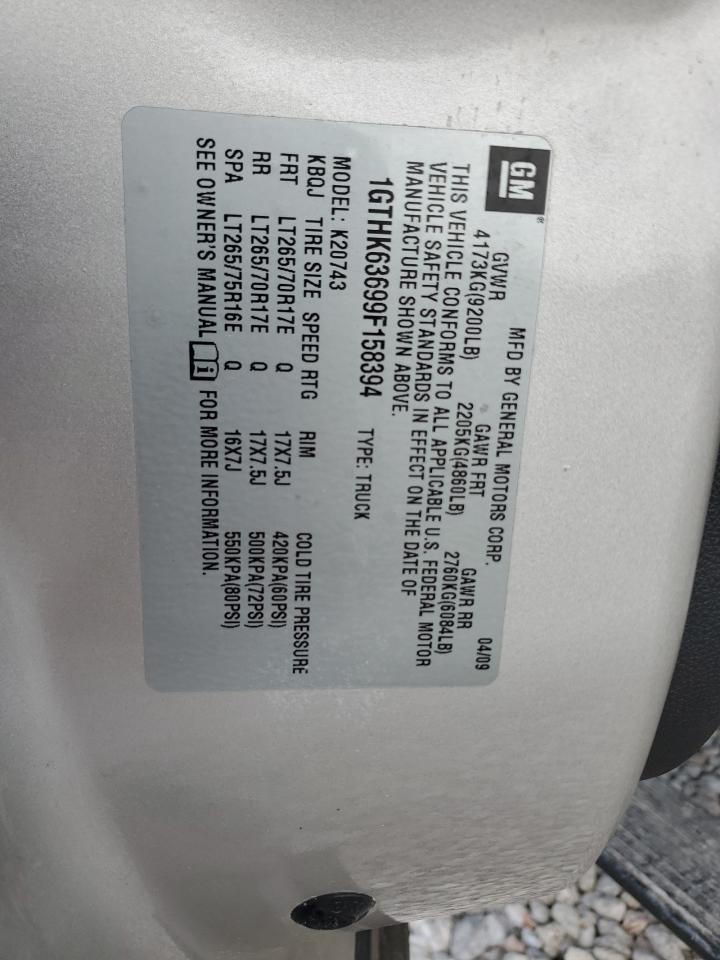 GM®
MFD BY GENERAL MOTORS CORP. 04/09
GVWR GAWR FRT GAWR RR
4173KG(9200LB) 2205KG(4860LB) 2760KG(6084LB)
THIS VEHICLE CONFORMS TO ALL APPLICABLE U.S. FEDERAL MOTOR
VEHICLE SAFETY STANDARDS IN EFFECT ON THE DATE OF
MANUFACTURE SHOWN ABOVE.
1GTHK63699F158394 TYPE: TRUCK
MODEL: K20743
KBQJ TIRE SIZE SPEED RTG RIM COLD TIRE PRESSURE
FRT LT265/70R17E Q 17X7.5J 420KPA(60PSI)
RR LT265/70R17E Q 17X7.5J 500KPA(72PSI)
SPA LT265/75R16E Q 16X7J 550KPA(80PSI)
SEE OWNER'S MANUAL i FOR MORE INFORMATION.